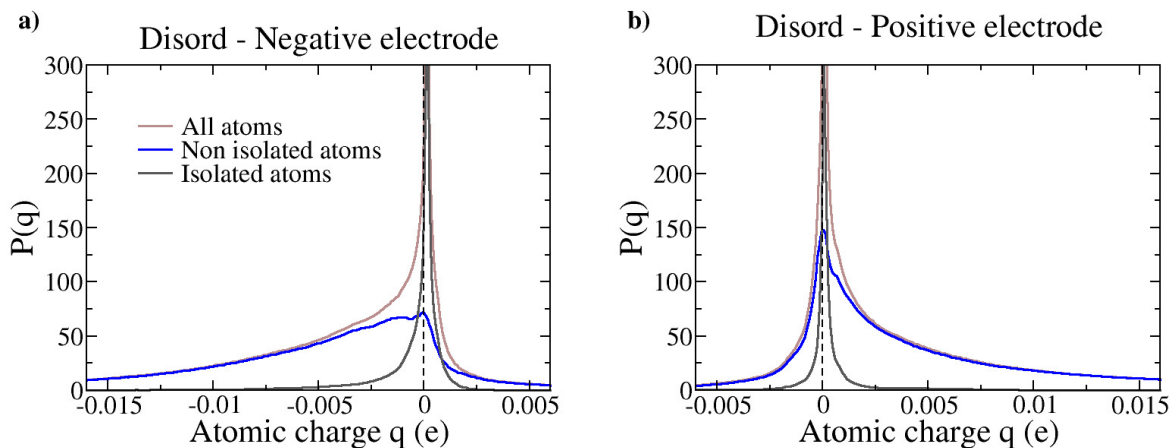 a)
Disord - Negative electrode
300
250
200
150
100
50
0
P(q)
All atoms
Non isolated atoms
Isolated atoms
-0.015 -0.01 -0.005 0 0.005
Atomic charge q (e)
b)
Disord - Positive electrode
300
250
200
150
100
50
0
P(q)
-0.005 0 0.005 0.01 0.015
Atomic charge q (e)